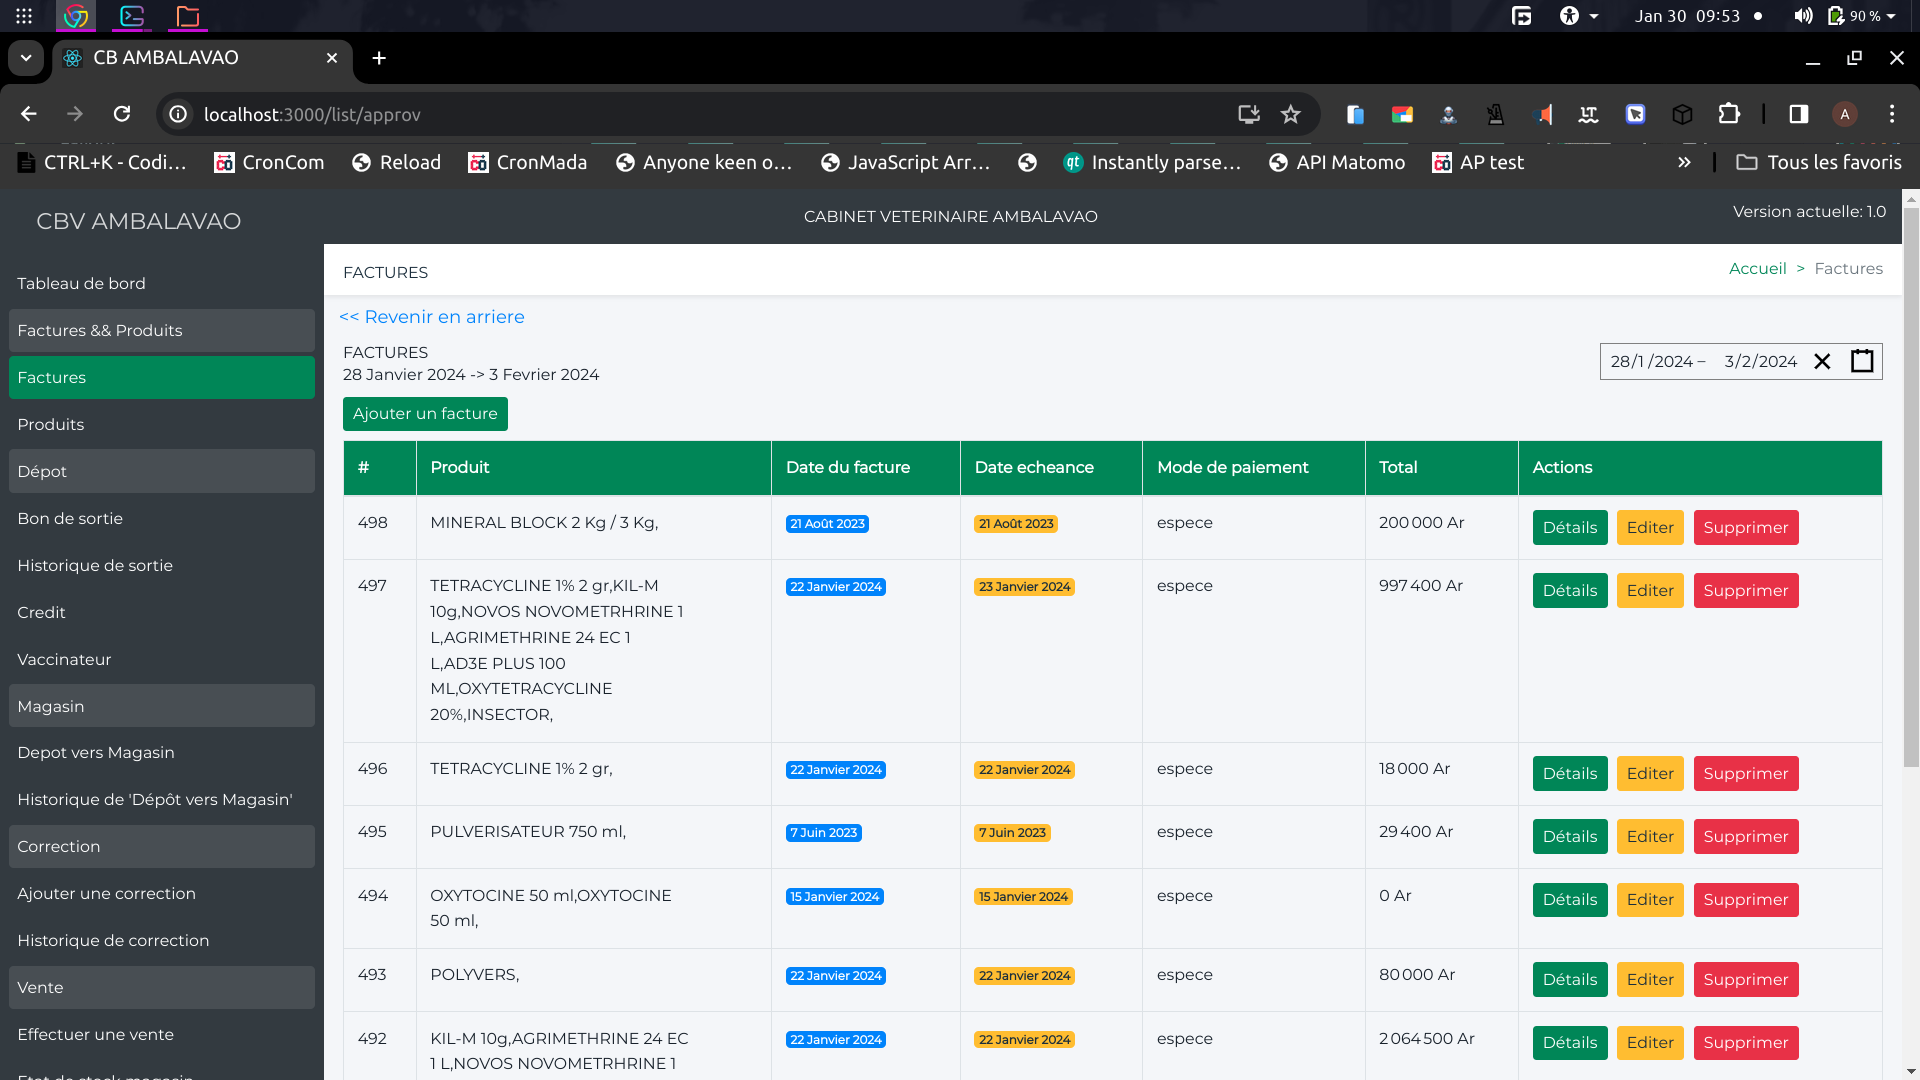 Jan 30 09:53
90 %
CB AMBALAVAO
localhost:3000/list/approv
A
CTRL+K - Codi...
CronCom
Reload
CronMada
Anyone keen o...
JavaScript Arr...
qt Instantly parse...
API Matomo
AP test
Tous les favoris
CBV AMBALAVAO
CABINET VETERINAIRE AMBALAVAO
Version actuelle: 1.0
Tableau de bord
Factures && Produits
Factures
Produits
Dépot
Bon de sortie
Historique de sortie
Credit
Vaccinateur
Magasin
Depot vers Magasin
Historique de 'Dépôt vers Magasin'
Correction
Ajouter une correction
Historique de correction
Vente
Effectuer une vente
Etat de stock magasin
FACTURES
Accueil > Factures
<< Revenir en arriere
FACTURES
28 Janvier 2024 -> 3 Fevrier 2024
28/1/2024 – 3/2/2024
Ajouter un facture
# Produit Date du facture Date echeance Mode de paiement Total Actions
498 MINERAL BLOCK 2 Kg / 3 Kg, 21 Août 2023 21 Août 2023 espece 200 000 Ar Détails Editer Supprimer
497 TETRACYCLINE 1% 2 gr,KIL-M 22 Janvier 2024 23 Janvier 2024 espece 997 400 Ar Détails Editer Supprimer
10g,NOVOS NOVOMETRHRINE 1
L,AGRIMETHRINE 24 EC 1
L,AD3E PLUS 100
ML,OXYTETRACYCLINE
20%,INSECTOR,
496 TETRACYCLINE 1% 2 gr, 22 Janvier 2024 22 Janvier 2024 espece 18 000 Ar Détails Editer Supprimer
495 PULVERISATEUR 750 ml, 7 Juin 2023 7 Juin 2023 espece 29 400 Ar Détails Editer Supprimer
494 OXYTOCINE 50 ml,OXYTOCINE 15 Janvier 2024 15 Janvier 2024 espece 0 Ar Détails Editer Supprimer
50 ml,
493 POLYVERS, 22 Janvier 2024 22 Janvier 2024 espece 80 000 Ar Détails Editer Supprimer
492 KIL-M 10g,AGRIMETHRINE 24 EC 22 Janvier 2024 22 Janvier 2024 espece 2 064 500 Ar Détails Editer Supprimer
1 L,NOVOS NOVOMETRHRINE 1